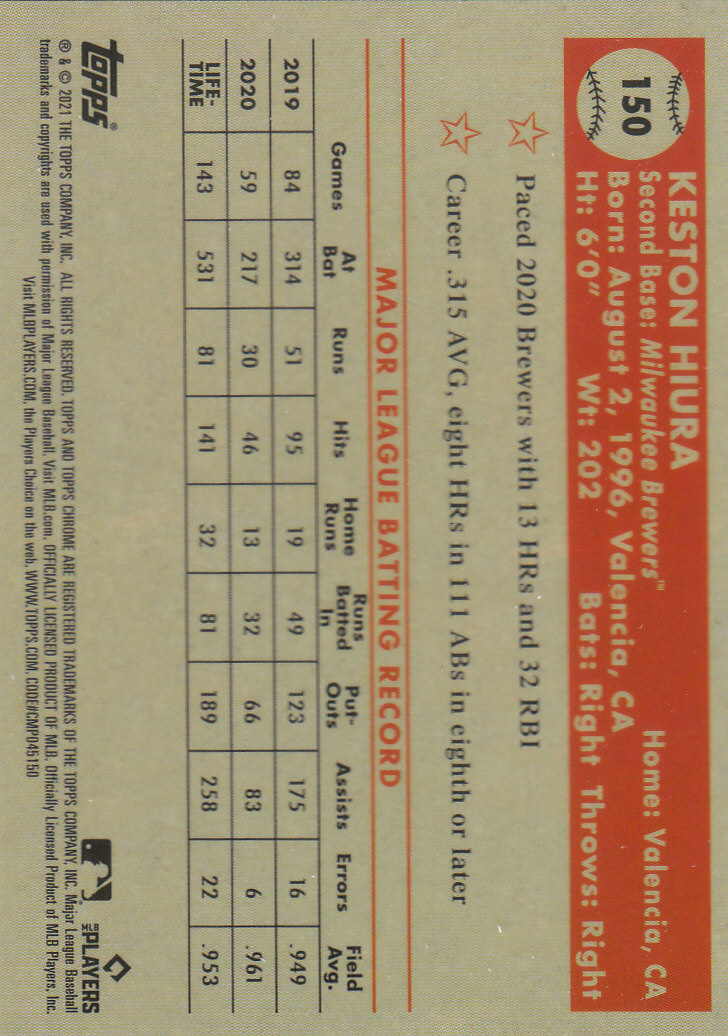 150
KESTON HIURA
Second Base: Milwaukee Brewers™ Home: Valencia, CA
Born: August 2, 1996, Valencia, CA
Ht: 6'0" Wt: 202 Bats: Right Throws: Right
Paced 2020 Brewers with 13 HRs and 32 RBI
Career .315 AVG, eight HRs in 111 ABs in eighth or later
MAJOR LEAGUE BATTING RECORD
Games At Bat Runs Hits Home Runs Runs Batted In Put-Outs Assists Errors Field Avg.
2019 84 314 51 95 19 49 123 175 16 .949
2020 59 217 30 46 13 32 66 83 6 .961
LIFE-TIME 143 531 81 141 32 81 189 258 22 .953
topps®
MLB PLAYERS
® & © 2021 THE TOPPS COMPANY, INC. ALL RIGHTS RESERVED. TOPPS AND TOPPS CHROME ARE REGISTERED TRADEMARKS OF THE TOPPS COMPANY, INC. Major League Baseball
trademarks and copyrights are used with permission of Major League Baseball. Visit MLB.com. OFFICIALLY LICENSED PRODUCT OF MLB. Officially Licensed Product of MLB Players, Inc.
Visit MLBPLAYERS.COM, the Players Choice on the web. WWW.TOPPS.COM. CODE#CMP045150